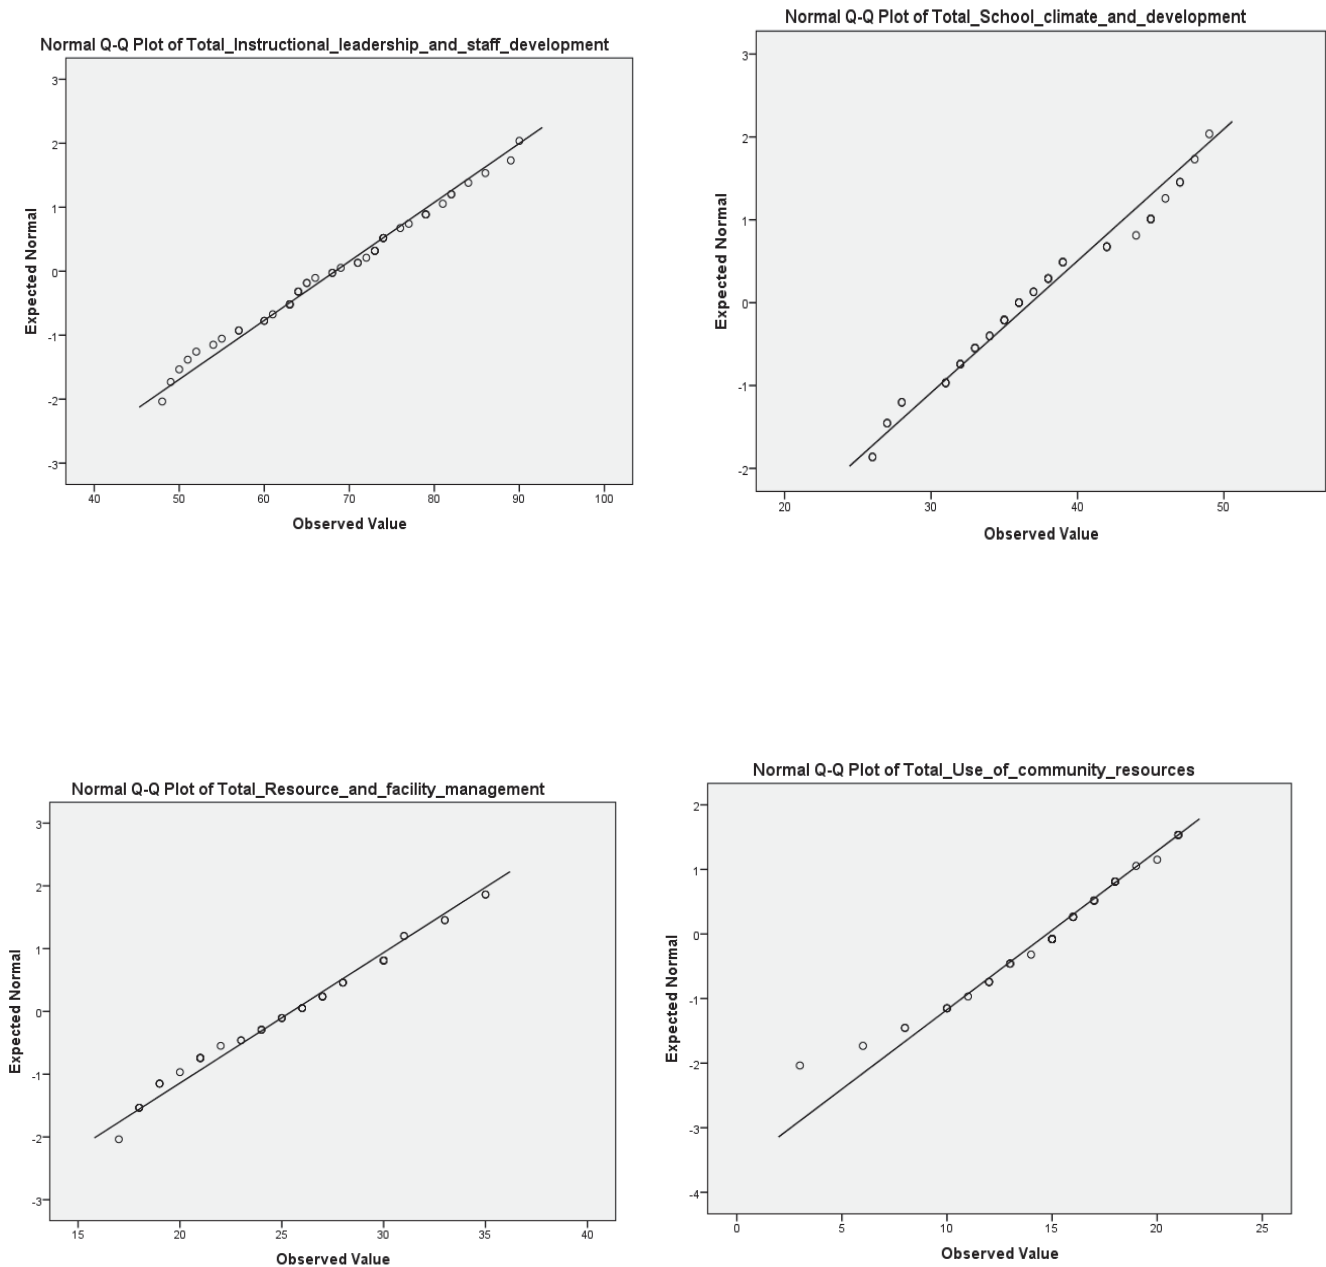 Normal Q-Q Plot of Total_Instructional_leadership_and_staff_development
3
2
1
0
-1
-2
-3
Expected Normal
40 50 60 70 80 90 100
Observed Value
Normal Q-Q Plot of Total_School_climate_and_development
3
2
1
0
-1
-2
Expected Normal
20 30 40 50
Observed Value
Normal Q-Q Plot of Total_Resource_and_facility_management
3
2
1
0
-1
-2
-3
Expected Normal
15 20 25 30 35 40
Observed Value
Normal Q-Q Plot of Total_Use_of_community_resources
2
1
0
-1
-2
-3
-4
Expected Normal
0 5 10 15 20 25
Observed Value